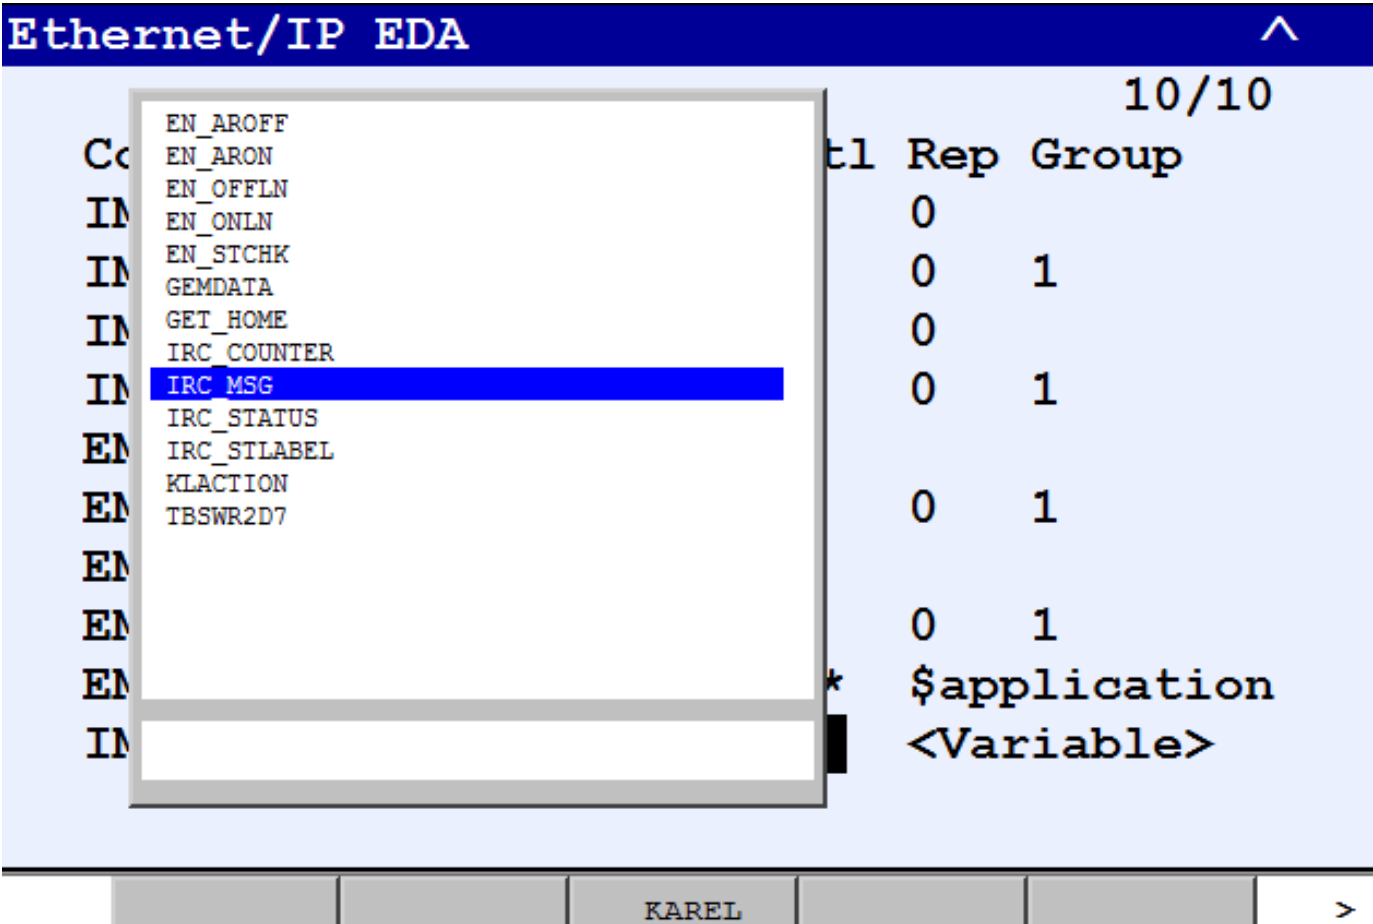 Ethernet/IP EDA ^
10/10
tl Rep Group
0
0 1
0
0 1
0 1
0 1
* $application
<Variable>
EN_AROFF
EN_ARON
EN_OFFLN
EN_ONLN
EN_STCHK
GEMDATA
GET_HOME
IRC_COUNTER
IRC_MSG
IRC_STATUS
IRC_STLABEL
KLACTION
TBSWR2D7
KAREL >